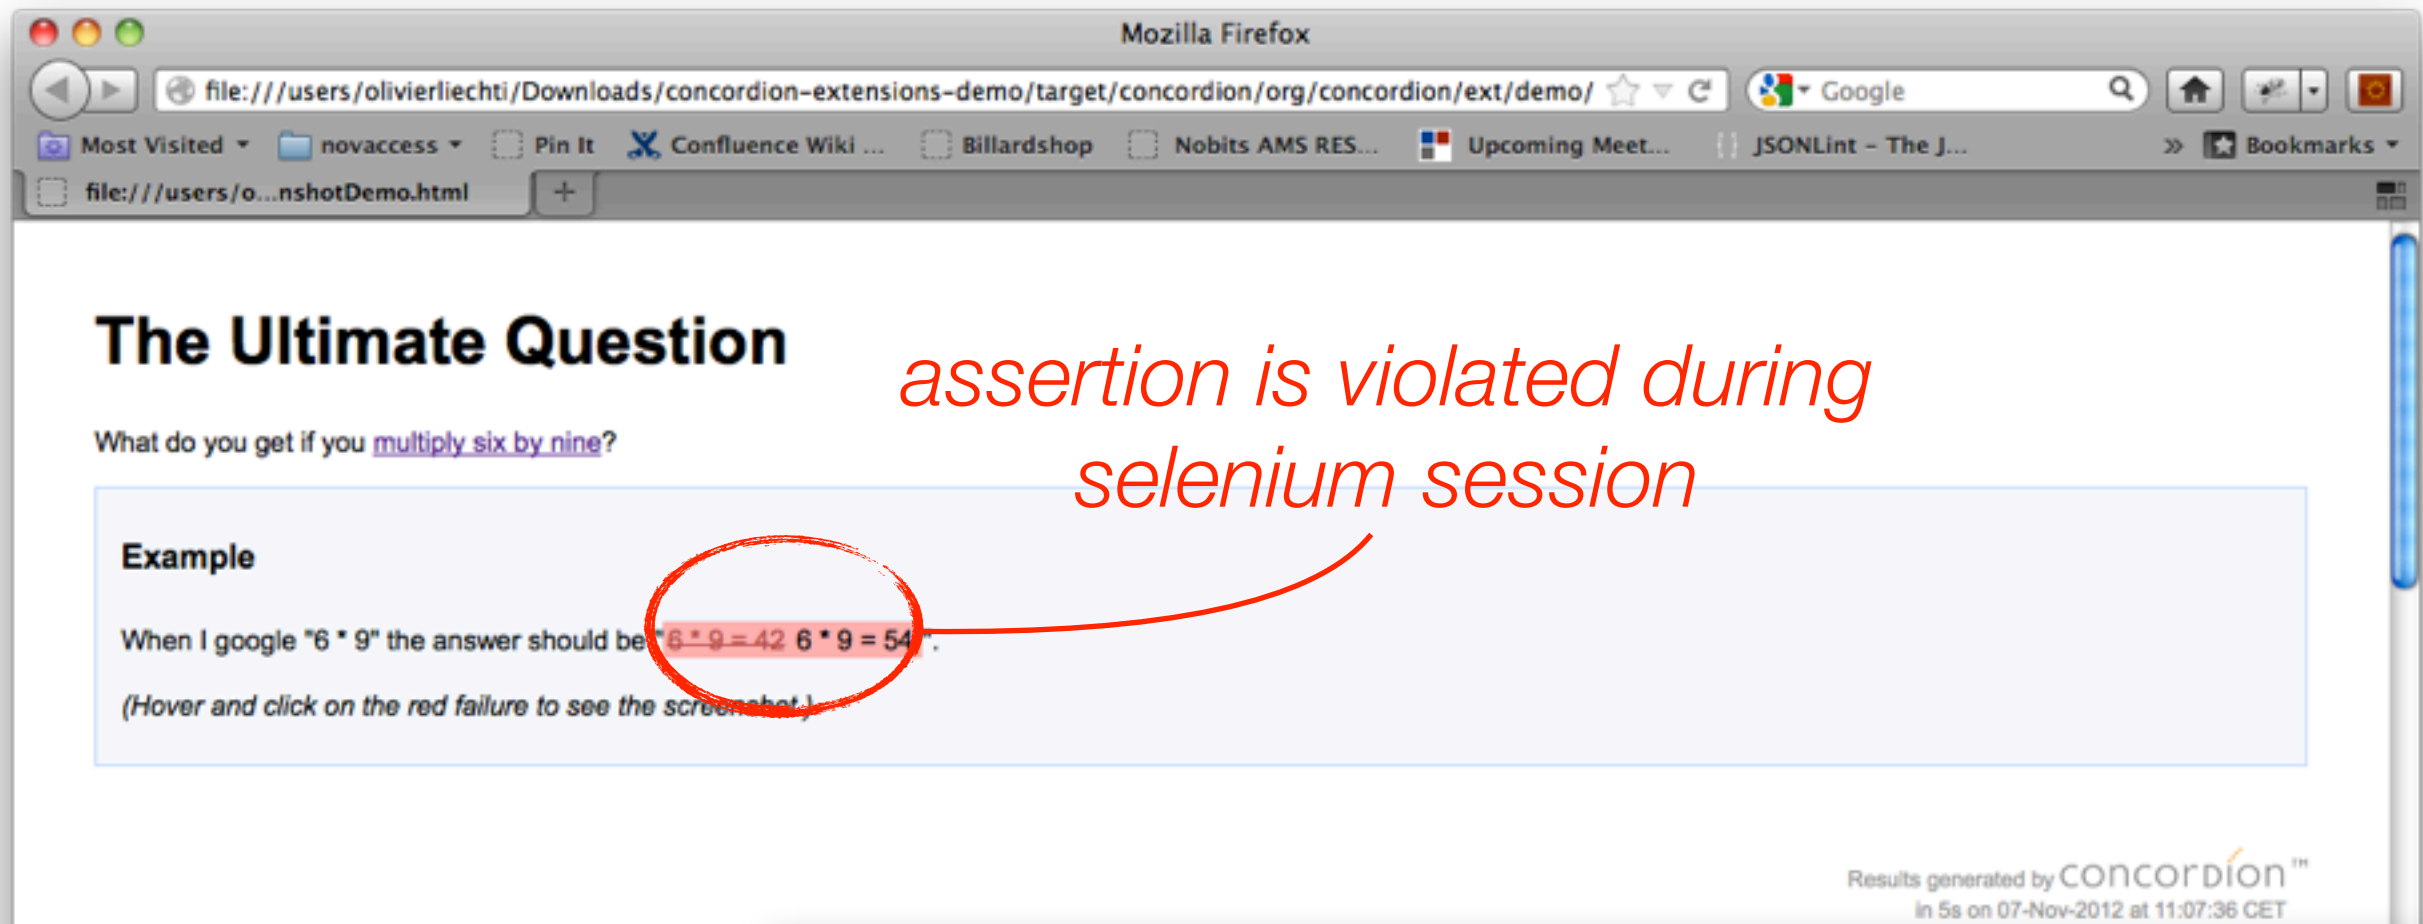 Mozilla Firefox
file:///users/olivierliechti/Downloads/concordion-extensions-demo/target/concordion/org/concordion/ext/demo/
Google
Most Visited
novaccess
Pin It
Confluence Wiki ...
Billardshop
Nobits AMS RES...
Upcoming Meet...
JSONLint – The J...
»
Bookmarks
file:///users/o...nshotDemo.html
The Ultimate Question
assertion is violated during
selenium session
What do you get if you multiply six by nine?
Example
When I google "6 * 9" the answer should be "6 * 9 = 42 6 * 9 = 54 ".
(Hover and click on the red failure to see the screenshot.)
Results generated by concordion™
in 5s on 07-Nov-2012 at 11:07:36 CET